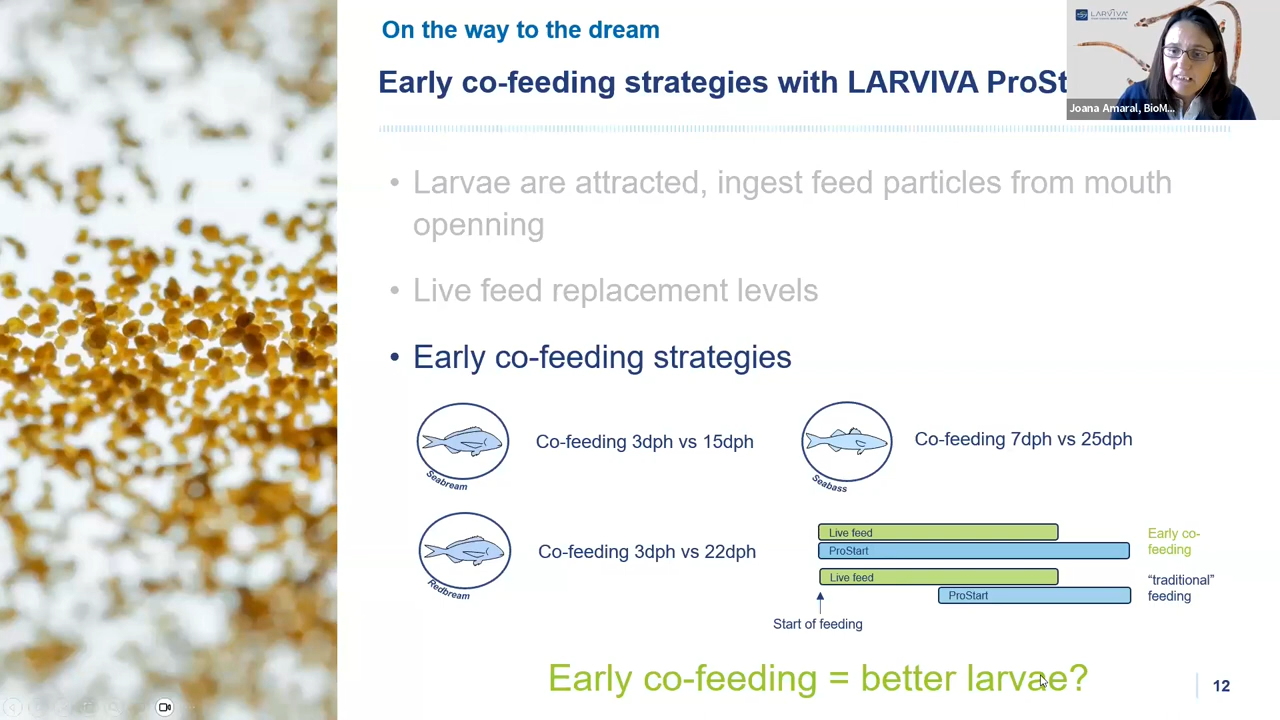 On the way to the dream
Early co-feeding strategies with LARVIVA ProSt
LARVIVA
Joana Amaral, BioM...
• Larvae are attracted, ingest feed particles from mouth
openning
• Live feed replacement levels
• Early co-feeding strategies
Seabream
Co-feeding 3dph vs 15dph
Seabass
Co-feeding 7dph vs 25dph
Redbream
Co-feeding 3dph vs 22dph
Live feed
ProStart
Early co-
feeding
Live feed
ProStart
“traditional”
feeding
Start of feeding
Early co-feeding = better larvae?
12